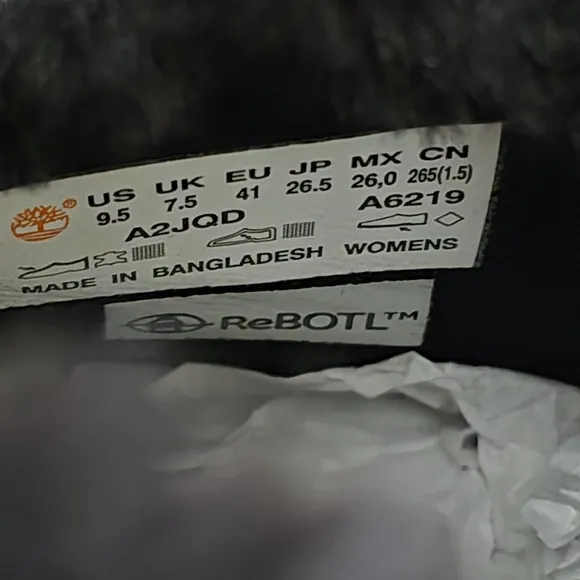 US UK EU JP MX CN
9.5 7.5 41 26.5 26,0 265(1.5)
A2JQD A6219
MADE IN BANGLADESH WOMENS
ReBOTL™